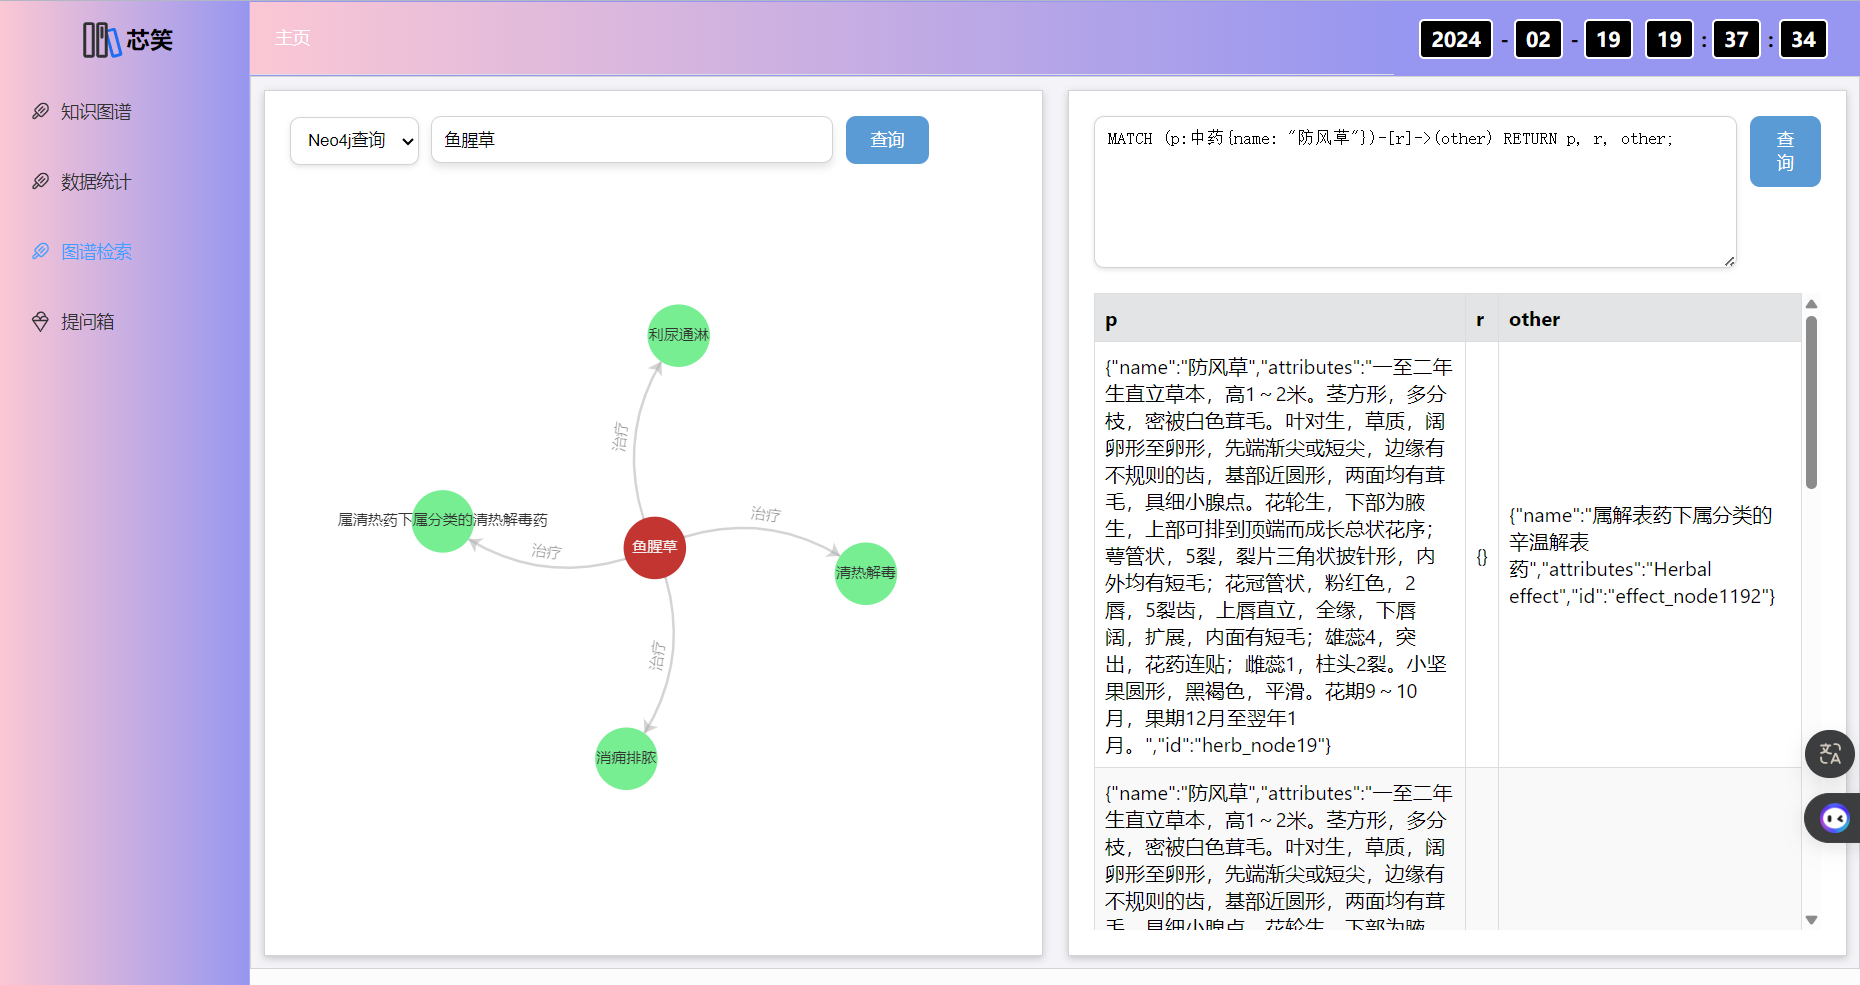 芯笑
知识图谱
数据统计
图谱检索
提问箱
主页
2024 - 02 - 19 19 : 37 : 34
Neo4j查询
鱼腥草
查询
利尿通淋
治疗
属清热药下属分类的清热解毒药
治疗
鱼腥草
治疗
清热解毒
治疗
消痈排脓
MATCH (p:中药{name: "防风草"})-[r]->(other) RETURN p, r, other;
查
询
p r other
{"name":"防风草","attributes":"一至二年
生直立草本，高1～2米。茎方形，多分
枝，密被白色茸毛。叶对生，草质，阔
卵形至卵形，先端渐尖或短尖，边缘有
不规则的齿，基部近圆形，两面均有茸
毛，具细小腺点。花轮生，下部为腋
生，上部可排到顶端而成长总状花序；
萼管状，5裂，裂片三角状披针形，内
外均有短毛；花冠管状，粉红色，2
唇，5裂齿，上唇直立，全缘，下唇
阔，扩展，内面有短毛；雄蕊4，突
出，花药连贴；雌蕊1，柱头2裂。小坚
果圆形，黑褐色，平滑。花期9～10
月，果期12月至翌年1
月。","id":"herb_node19"}
{}
{"name":"属解表药下属分类的
辛温解表
药","attributes":"Herbal
effect","id":"effect_node1192"}
{"name":"防风草","attributes":"一至二年
生直立草本，高1～2米。茎方形，多分
枝，密被白色茸毛。叶对生，草质，阔
卵形至卵形，先端渐尖或短尖，边缘有
不规则的齿，基部近圆形，两面均有茸
毛，具细小腺点。花轮生，下部为腋
文A